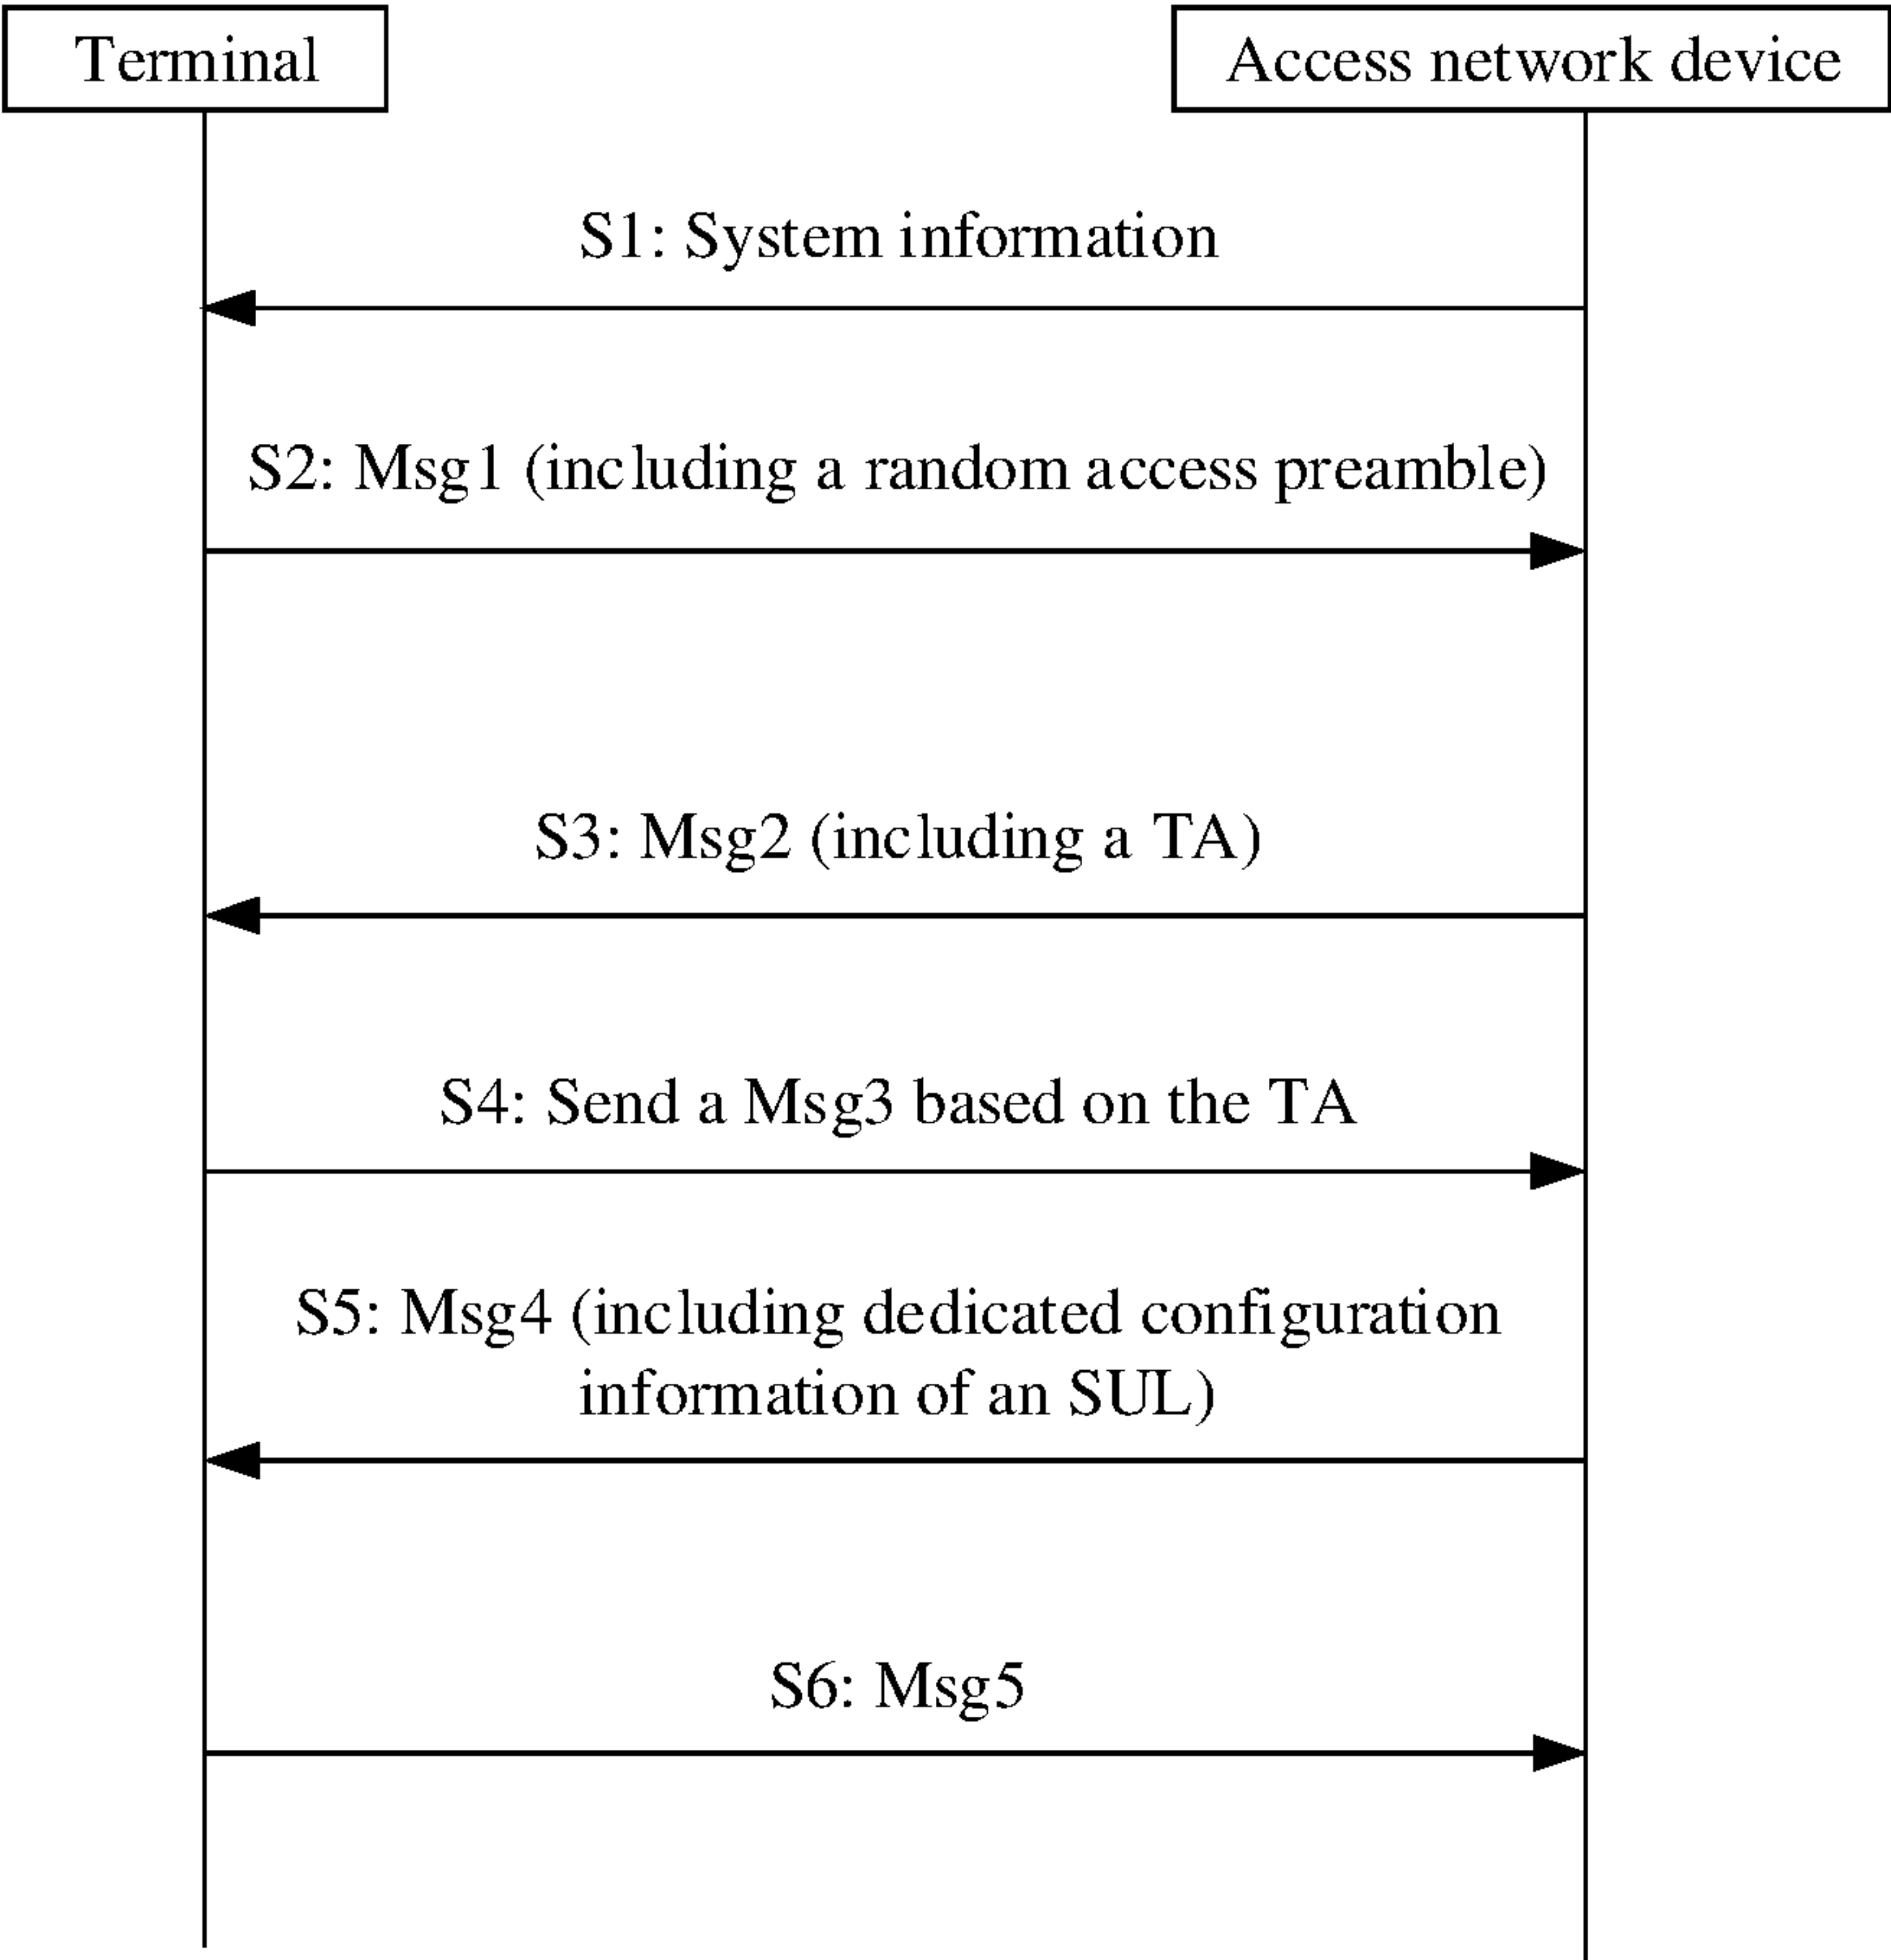 Terminal
Access network device
S1: System information
S2: Msg1 (including a random access preamble)
S3: Msg2 (including a TA)
S4: Send a Msg3 based on the TA
S5: Msg4 (including dedicated configuration
information of an SUL)
S6: Msg5